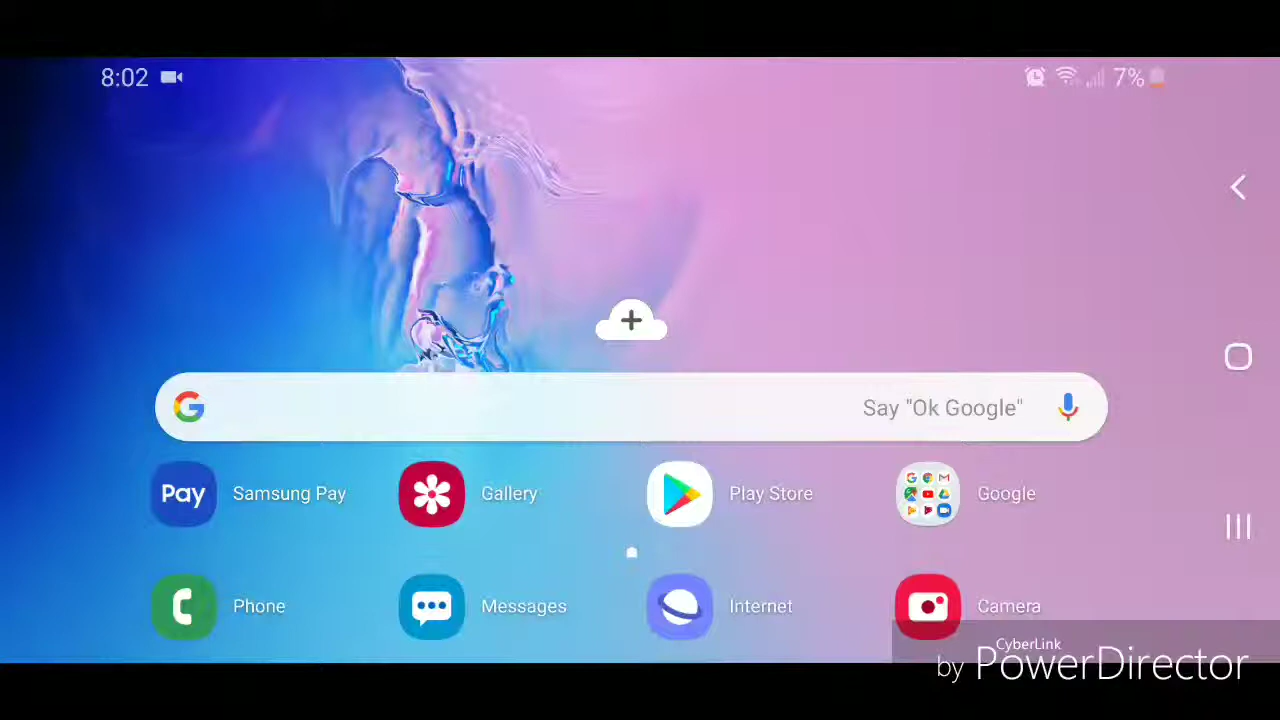 8:02
7%
Say "Ok Google"
Pay Samsung Pay
Gallery
Play Store
Google
Phone
Messages
Internet
Camera
CyberLink
by PowerDirector